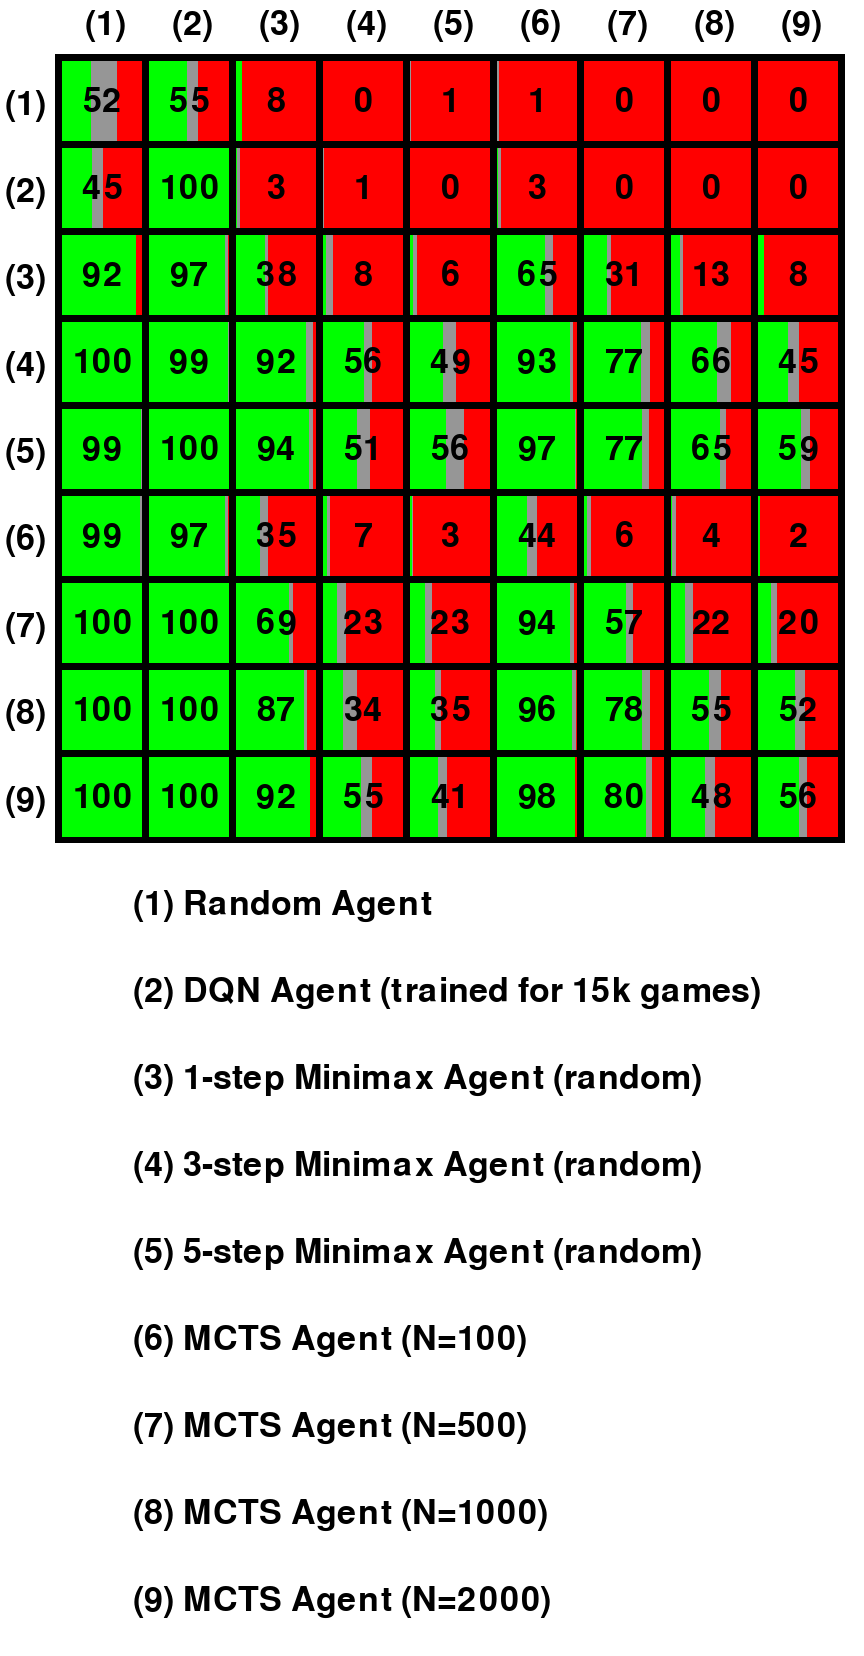 (1) (2) (3) (4) (5) (6) (7) (8) (9)
(1) 52 55 8 0 1 1 0 0 0
(2) 45 100 3 1 0 3 0 0 0
(3) 92 97 38 8 6 65 31 13 8
(4) 100 99 92 56 49 93 77 66 45
(5) 99 100 94 51 56 97 77 65 59
(6) 99 97 35 7 3 44 6 4 2
(7) 100 100 69 23 23 94 57 22 20
(8) 100 100 87 34 35 96 78 55 52
(9) 100 100 92 55 41 98 80 48 56
(1) Random Agent
(2) DQN Agent (trained for 15k games)
(3) 1-step Minimax Agent (random)
(4) 3-step Minimax Agent (random)
(5) 5-step Minimax Agent (random)
(6) MCTS Agent (N=100)
(7) MCTS Agent (N=500)
(8) MCTS Agent (N=1000)
(9) MCTS Agent (N=2000)